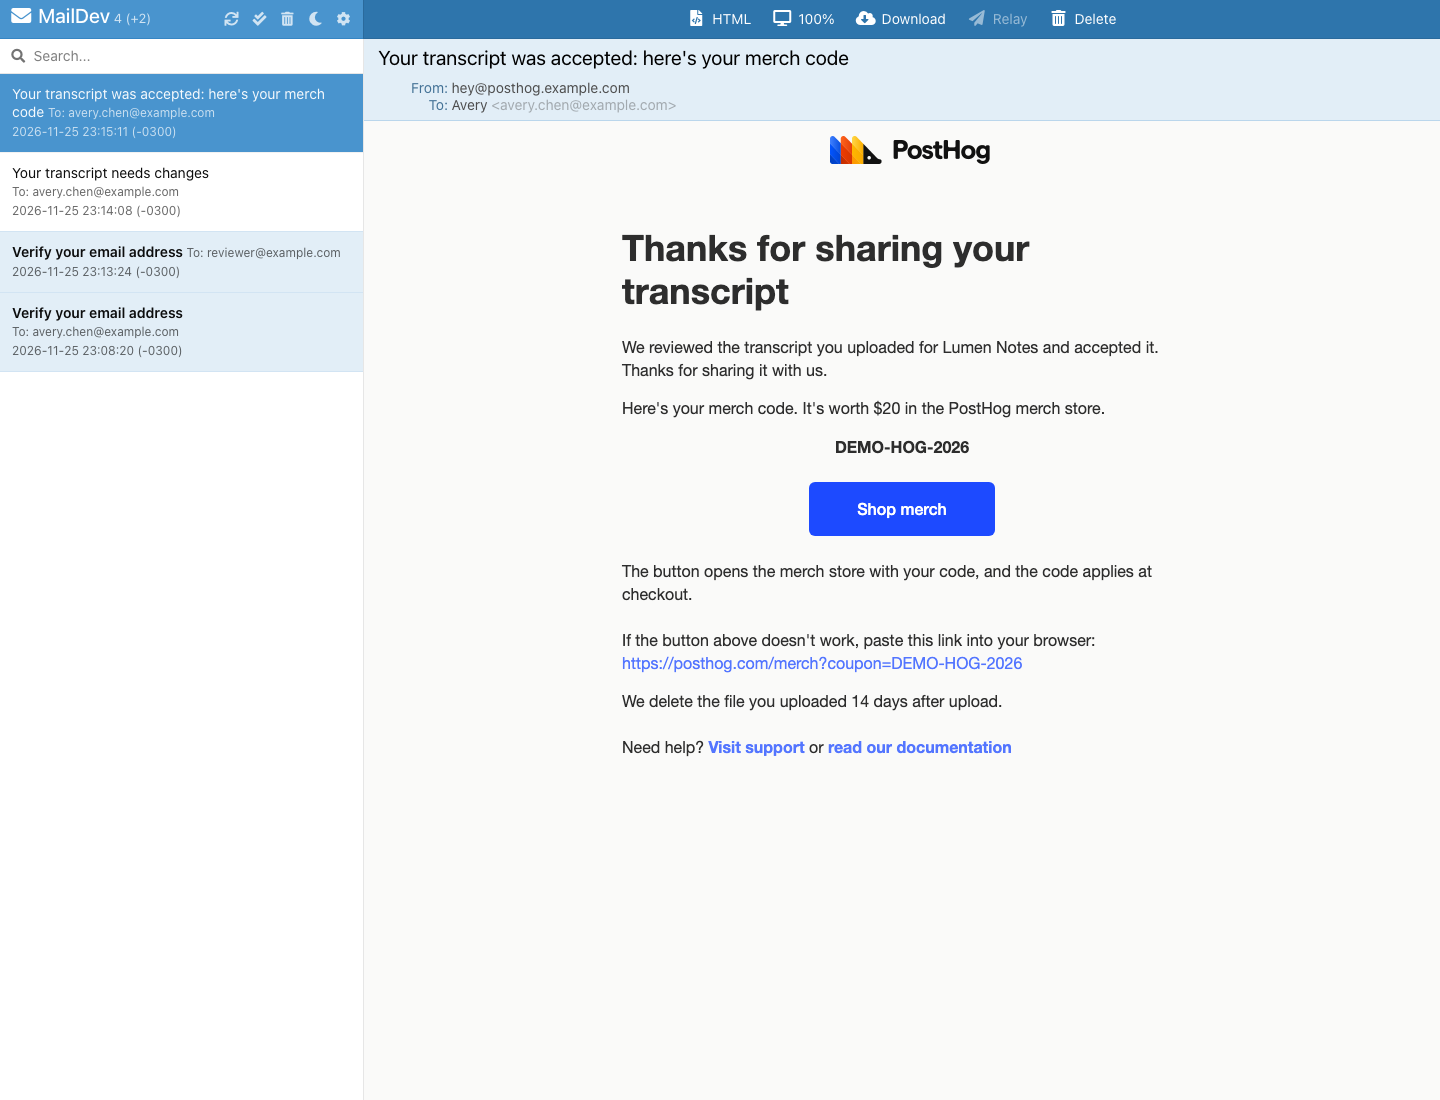 MailDev 4 (+2)
HTML 100% Download Relay Delete
Search...
Your transcript was accepted: here's your merch
code To: avery.chen@example.com
2026-11-25 23:15:11 (-0300)
Your transcript needs changes
To: avery.chen@example.com
2026-11-25 23:14:08 (-0300)
Verify your email address To: reviewer@example.com
2026-11-25 23:13:24 (-0300)
Verify your email address
To: avery.chen@example.com
2026-11-25 23:08:20 (-0300)
Your transcript was accepted: here's your merch code
From: hey@posthog.example.com
To: Avery <avery.chen@example.com>
PostHog
Thanks for sharing your
transcript
We reviewed the transcript you uploaded for Lumen Notes and accepted it.
Thanks for sharing it with us.
Here's your merch code. It's worth $20 in the PostHog merch store.
DEMO-HOG-2026
Shop merch
The button opens the merch store with your code, and the code applies at
checkout.
If the button above doesn't work, paste this link into your browser:
https://posthog.com/merch?coupon=DEMO-HOG-2026
We delete the file you uploaded 14 days after upload.
Need help? Visit support or read our documentation